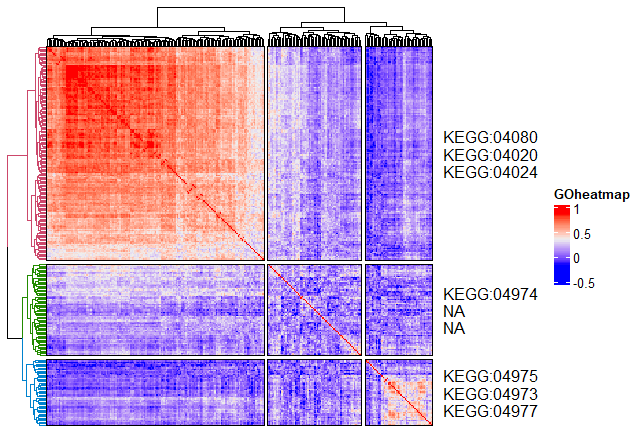 KEGG:04080
KEGG:04020
KEGG:04024
GOheatmap
1
0.5
0
-0.5
KEGG:04974
NA
NA
KEGG:04975
KEGG:04973
KEGG:04977